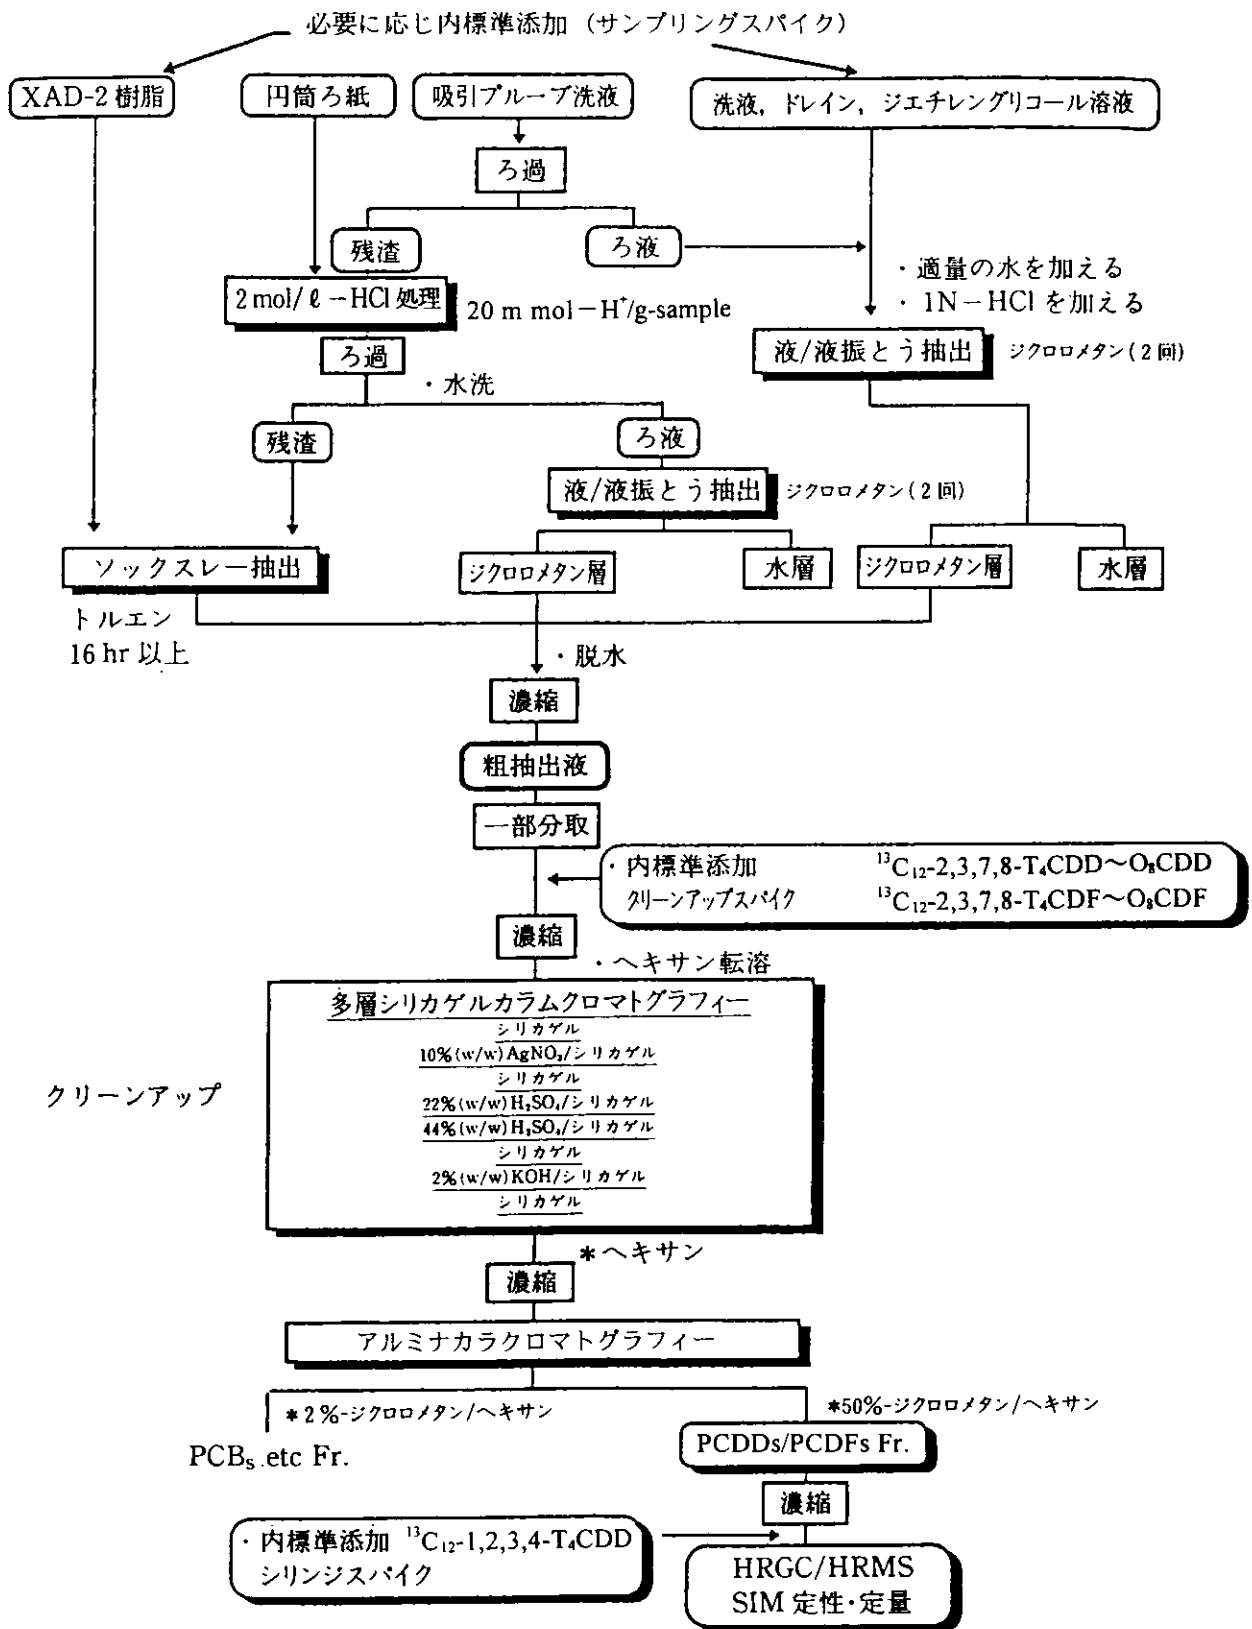 必要に応じ内標準添加（サンプリングスパイク）
XAD-2 樹脂
円筒ろ紙
吸引プルーブ洗液
洗液，ドレイン，ジエチレングリコール溶液
ろ過
残渣
ろ液
・適量の水を加える
・1N－HCl を加える
2 mol/ℓ－HCl 処理
20 m mol－H⁺/g-sample
液/液振とう抽出
ジクロロメタン(2回)
ろ過
・水洗
残渣
ろ液
液/液振とう抽出
ジクロロメタン(2回)
ソックスレー抽出
ジクロロメタン層
水層
ジクロロメタン層
水層
トルエン
16 hr 以上
・脱水
濃縮
粗抽出液
一部分取
・内標準添加 ¹³C₁₂-2,3,7,8-T₄CDD～O₈CDD
クリーンアップスパイク ¹³C₁₂-2,3,7,8-T₄CDF～O₈CDF
濃縮
・ヘキサン転溶
多層シリカゲルカラムクロマトグラフィー
シリカゲル
10%(w/w)AgNO₃/シリカゲル
シリカゲル
22%(w/w)H₂SO₄/シリカゲル
44%(w/w)H₂SO₄/シリカゲル
シリカゲル
2%(w/w)KOH/シリカゲル
シリカゲル
クリーンアップ
*ヘキサン
濃縮
アルミナカラクロマトグラフィー
*2%-ジクロロメタン/ヘキサン
*50%-ジクロロメタン/ヘキサン
PCBs.etc Fr.
PCDDs/PCDFs Fr.
濃縮
・内標準添加 ¹³C₁₂-1,2,3,4-T₄CDD
シリンジスパイク
HRGC/HRMS
SIM 定性・定量